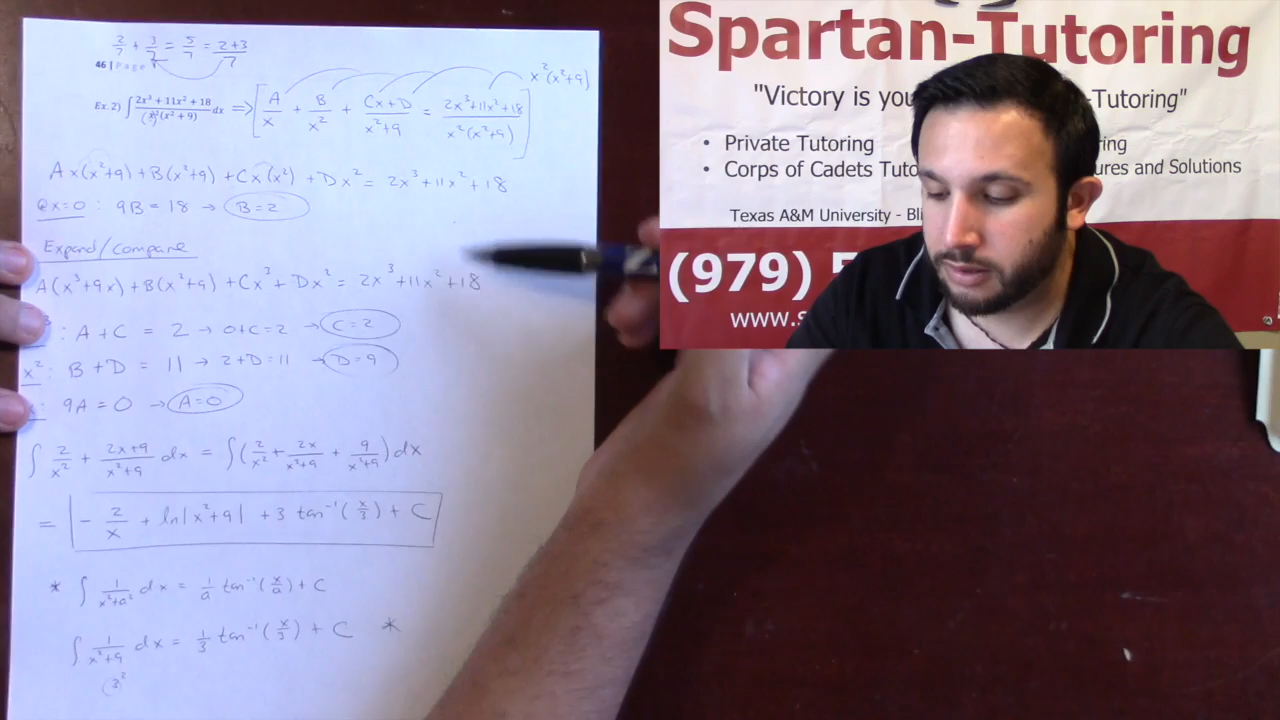 2/7 + 3/7 = 5/7 = (2+3)/7
46 | Page
Ex. 2) ∫ (2x³ + 11x² + 18)/(x²(x² + 9)) dx ⇒ [A/x + B/x² + (Cx+D)/(x²+9) = (2x³+11x²+18)/(x²(x²+9))] x²(x²+9)
Ax(x²+9) + B(x²+9) + Cx(x²) + Dx² = 2x³+11x²+18
@x=0: 9B = 18 → B=2
Expand/compare
A(x³+9x) + B(x²+9) + Cx³ + Dx² = 2x³+11x²+18
: A + C = 2 → 0+C=2 → C=2
x²: B + D = 11 → 2+D=11 → D=9
: 9A = 0 → A=0
∫ 2/x² + (2x+9)/(x²+9) dx = ∫(2/x² + 2x/(x²+9) + 9/(x²+9)) dx
= - 2/x + ln|x²+9| + 3 tan⁻¹(x/3) + C
* ∫ 1/(x²+a²) dx = 1/a tan⁻¹(x/a) + C
∫ 1/(x²+9) dx = 1/3 tan⁻¹(x/3) + C *
(3)²
Spartan-Tutoring
"Victory is you -Tutoring"
• Private Tutoring ring
• Corps of Cadets Tut ures and Solutions
Texas A&M University - Bli
(979)
www.s